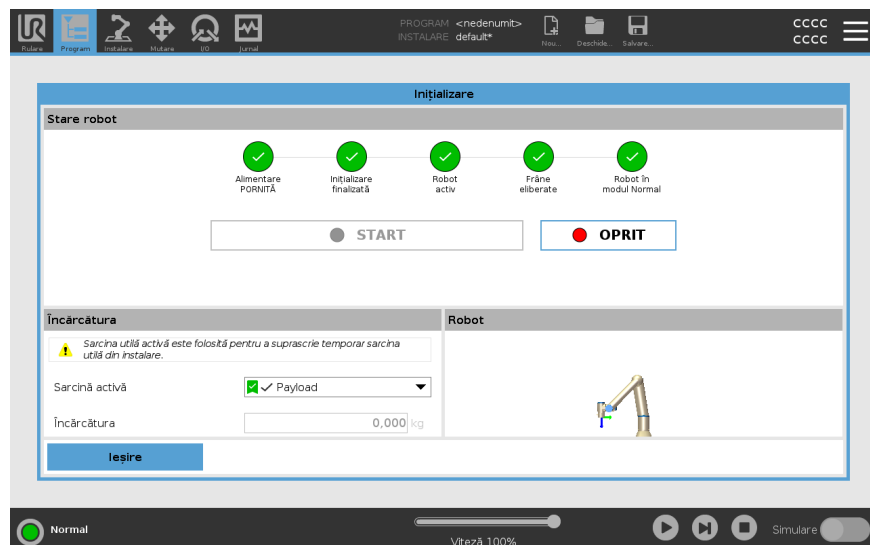 PROGRAM <nedenumit>
INSTALARE default*
cccc
cccc
Rulare Program Instalare Mutare I/O Jurnal Nou... Deschide... Salvare...
Inițializare
Stare robot
Alimentare PORNITĂ
Inițializare finalizată
Robot activ
Frâne eliberate
Robot în modul Normal
START
OPRIT
Încărcătura
Robot
Sarcina utilă activă este folosită pentru a suprascrie temporar sarcina
utilă din instalare.
Sarcină activă
Payload
Încărcătura
0,000 kg
Ieșire
Normal
Viteză 100%
Simulare